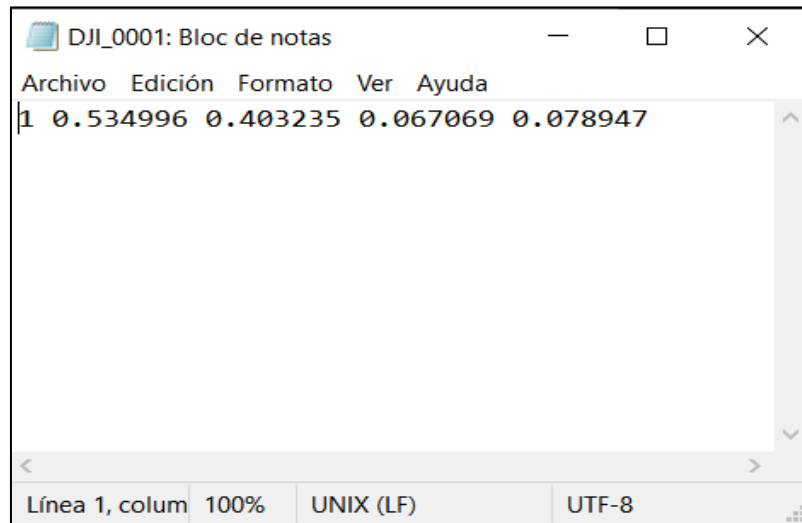 DJI_0001: Bloc de notas
Archivo Edición Formato Ver Ayuda
1 0.534996 0.403235 0.067069 0.078947
Línea 1, colum 100% UNIX (LF) UTF-8